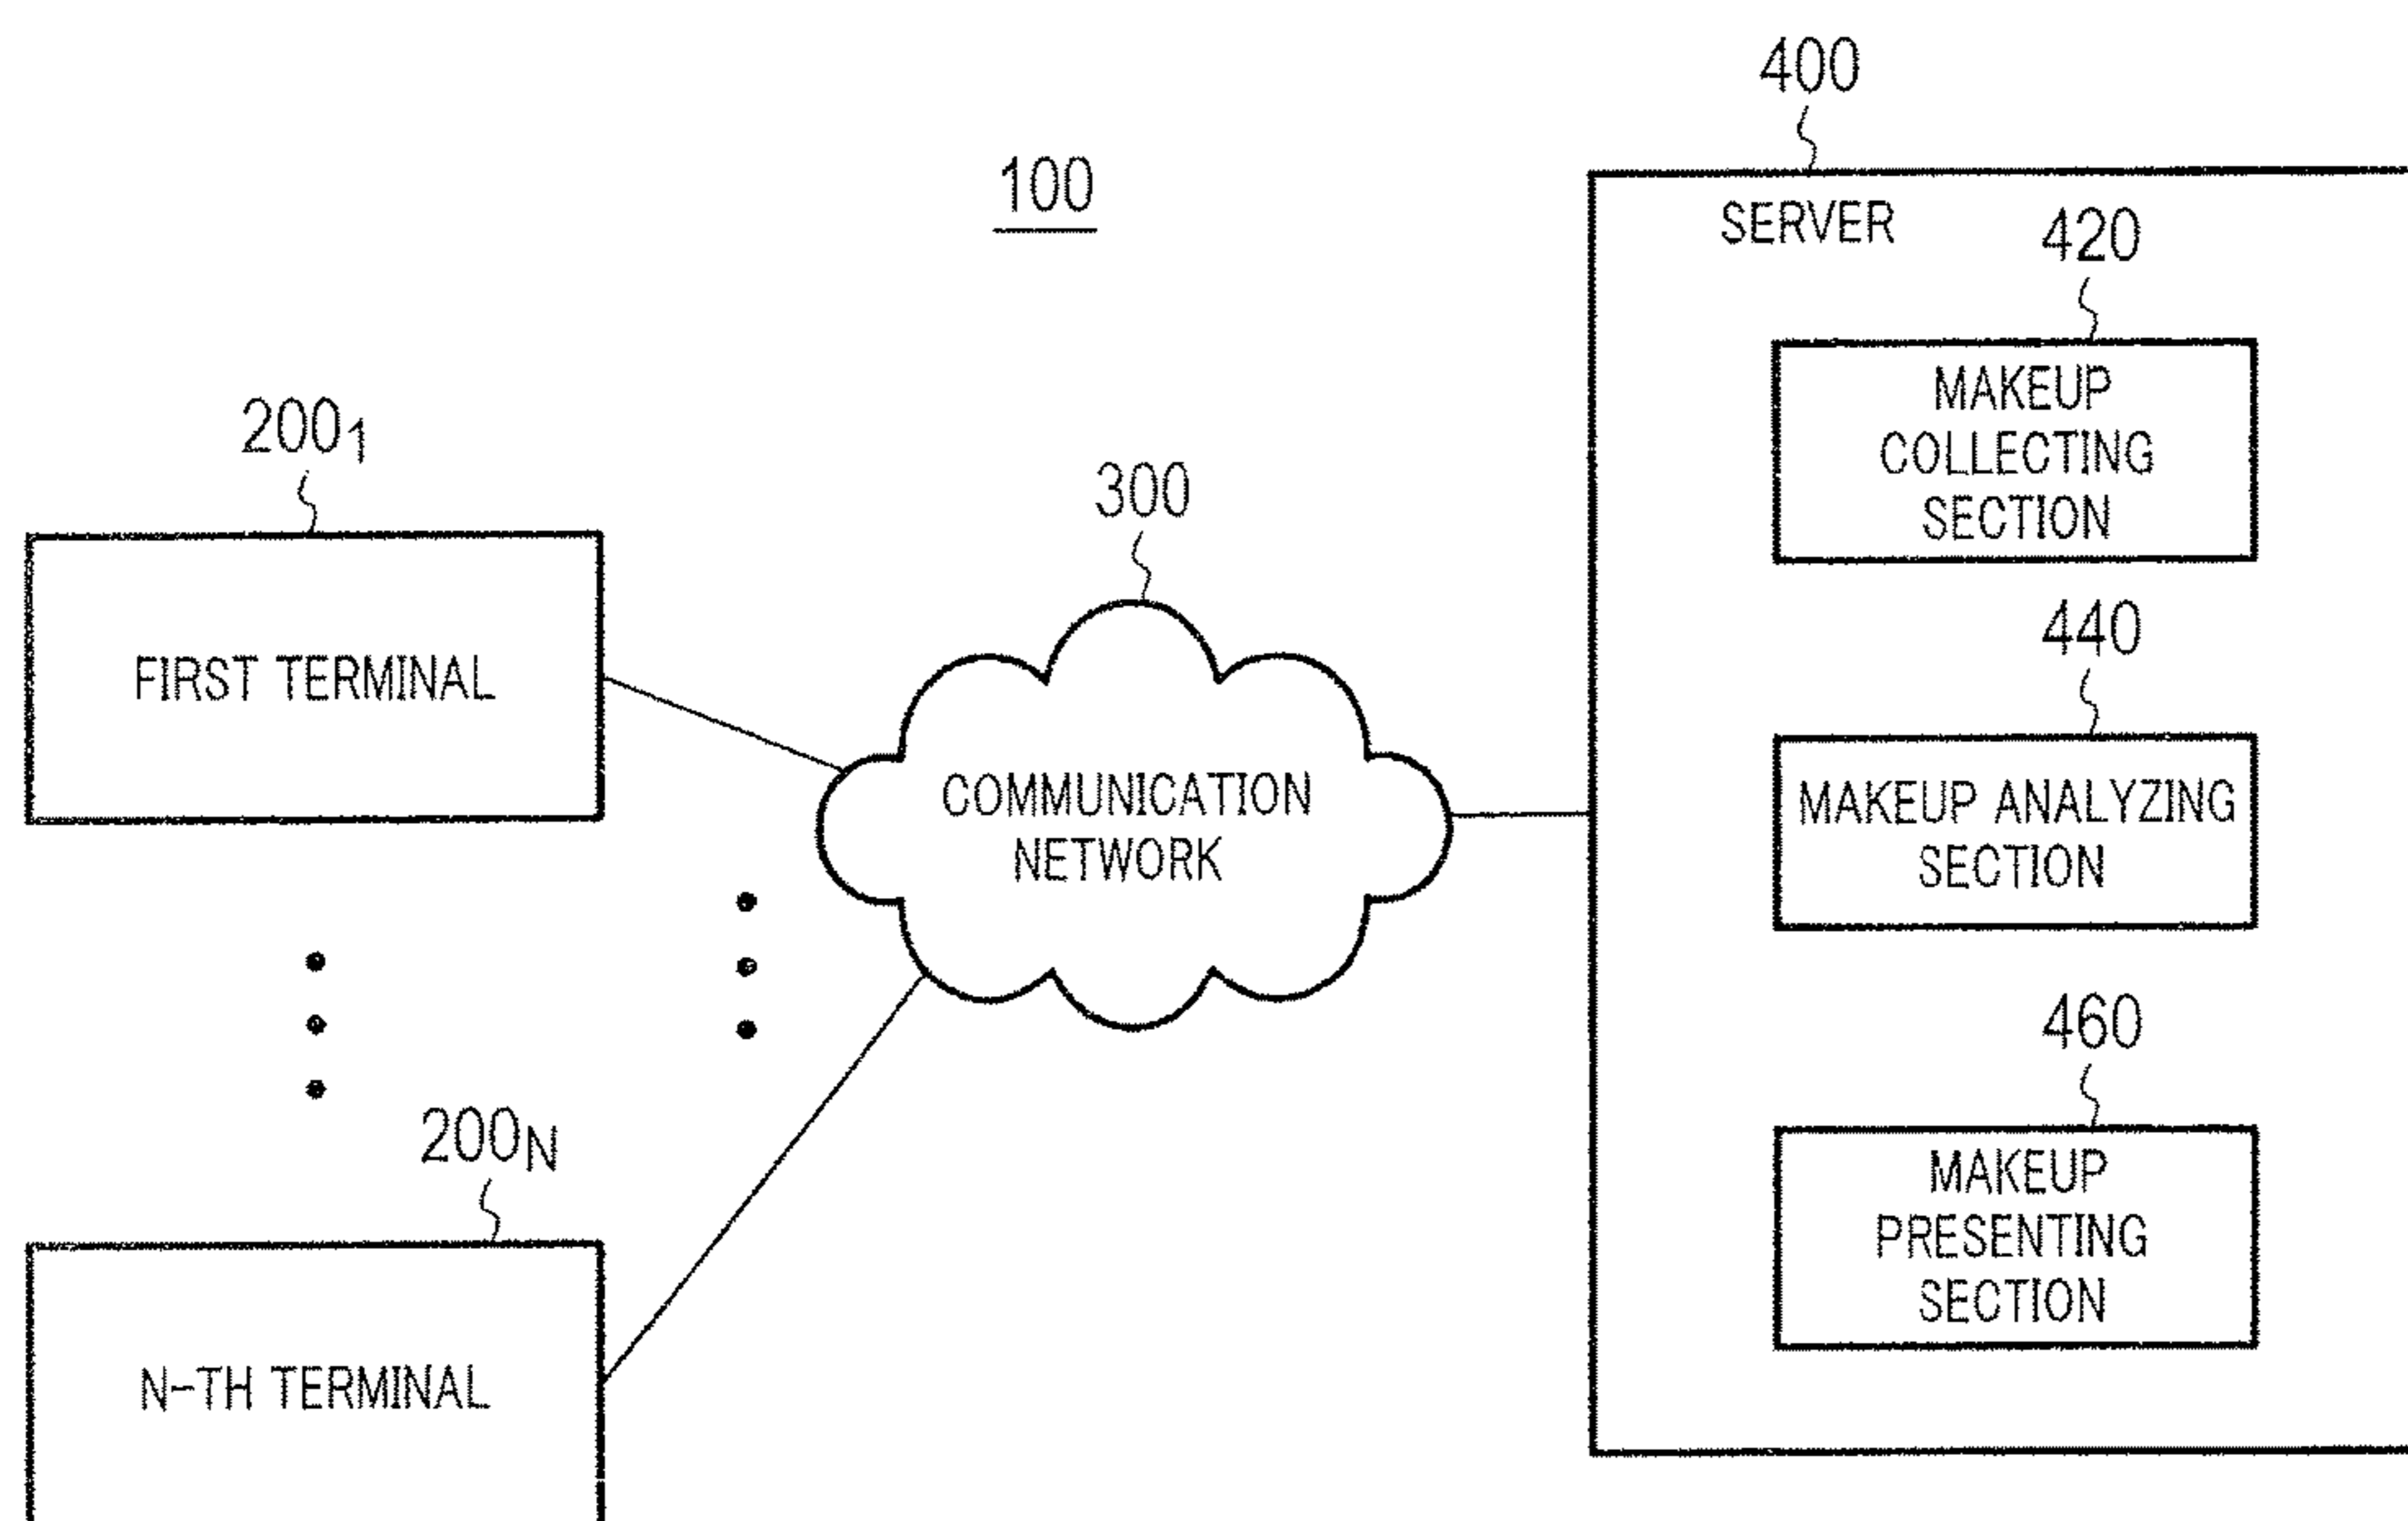 400
100
SERVER
420
MAKEUP
COLLECTING
SECTION
200₁
300
FIRST TERMINAL
440
COMMUNICATION
NETWORK
MAKEUP ANALYZING
SECTION
460
200N
MAKEUP
PRESENTING
SECTION
N-TH TERMINAL